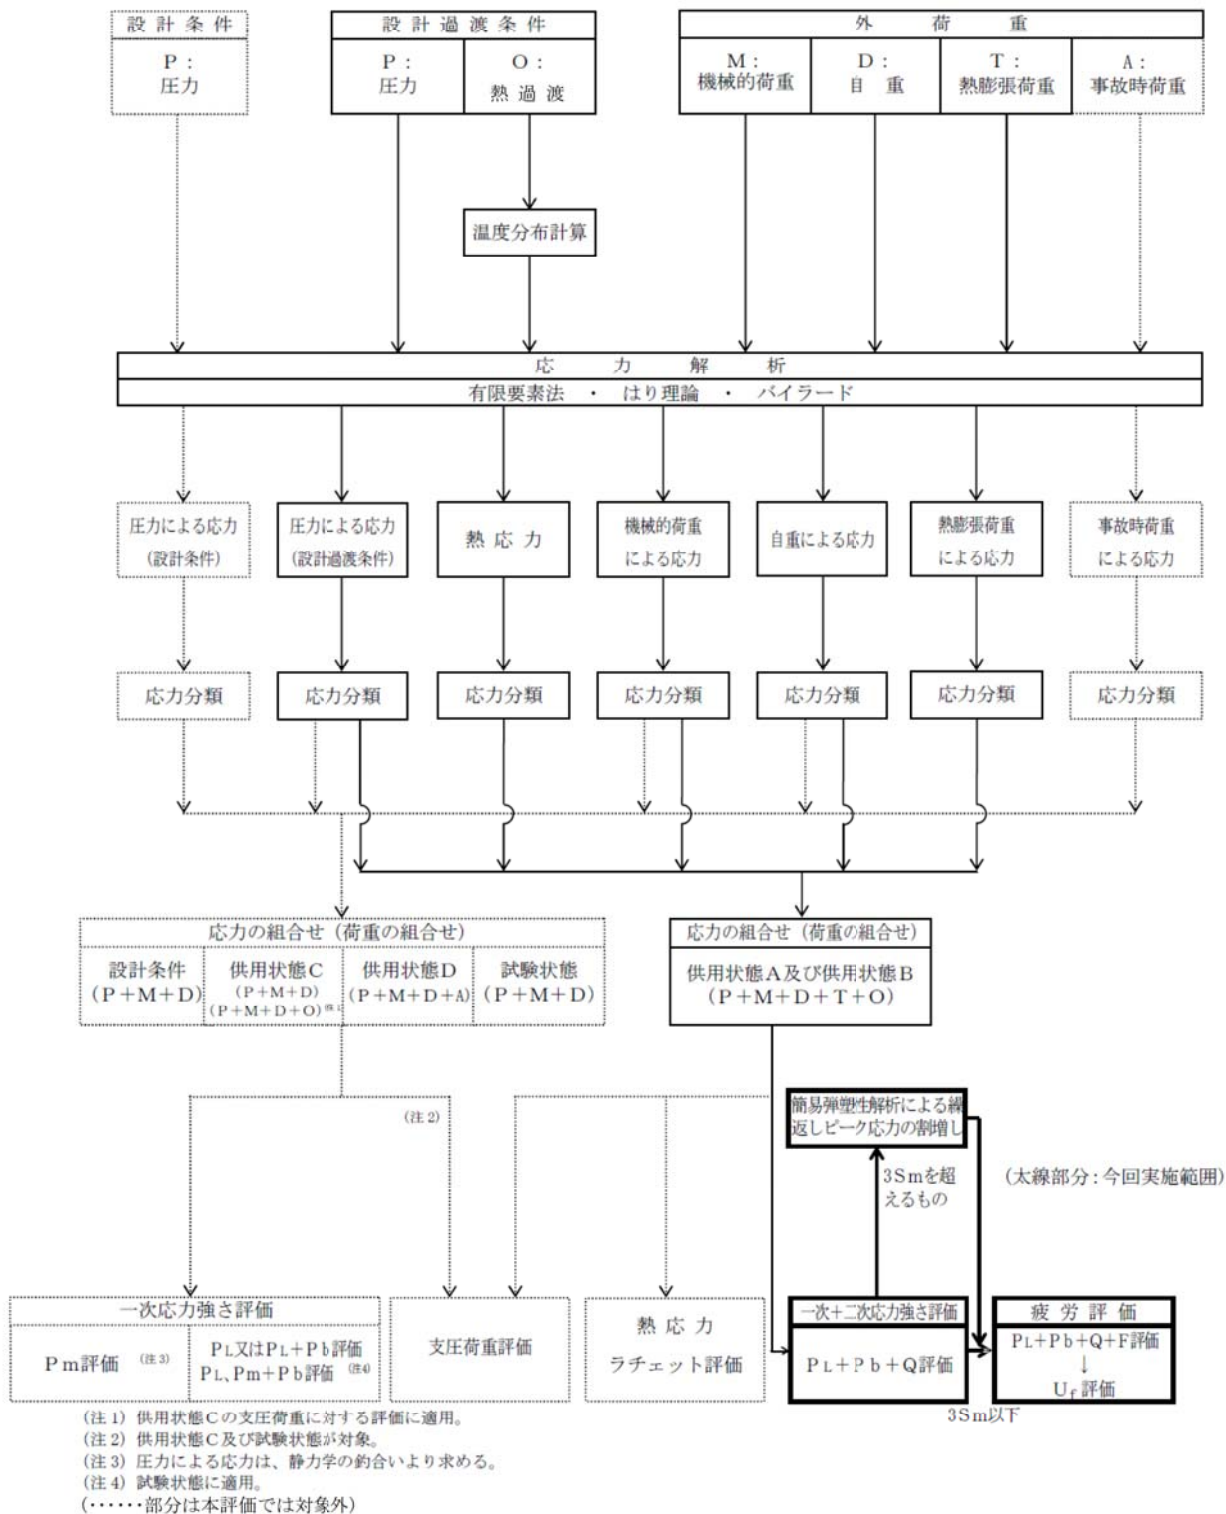 設計条件
P：
圧力
設計過渡条件
P：
圧力
O：
熱過渡
外荷重
M：
機械的荷重
D：
自重
T：
熱膨張荷重
A：
事故時荷重
温度分布計算
応力解析
有限要素法 ・ はり理論 ・ バイラード
圧力による応力
(設計条件)
圧力による応力
(設計過渡条件)
熱応力
機械的荷重
による応力
自重による応力
熱膨張荷重
による応力
事故時荷重
による応力
応力分類
応力分類
応力分類
応力分類
応力分類
応力分類
応力分類
応力の組合せ（荷重の組合せ）
設計条件
(P＋M＋D)
供用状態C
(P＋M＋D)
(P＋M＋D＋O)
供用状態D
(P＋M＋D＋A)
試験状態
(P＋M＋D)
応力の組合せ（荷重の組合せ）
供用状態A及び供用状態B
(P＋M＋D＋T＋O)
(注2)
簡易弾塑性解析による繰
返しピーク応力の割増し
3Smを超
えるもの
(太線部分：今回実施範囲)
一次応力強さ評価
Pm評価 (注3)
PL又はPL＋Pb評価
PL、Pm＋Pb評価 (注4)
支圧荷重評価
熱応力
ラチェット評価
一次＋二次応力強さ評価
PL＋Pb＋Q評価
疲労評価
PL＋Pb＋Q＋F評価
↓
Uf評価
3Sm以下
(注1) 供用状態Cの支圧荷重に対する評価に適用。
(注2) 供用状態C及び試験状態が対象。
(注3) 圧力による応力は、静力学の釣合いより求める。
(注4) 試験状態に適用。
(‥‥‥部分は本評価では対象外)